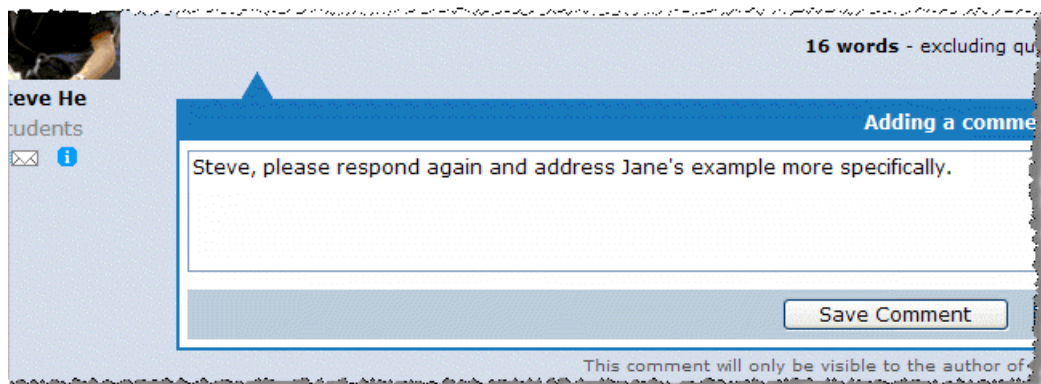 16 words - excluding qu
teve He
tudents
Adding a comme
Steve, please respond again and address Jane's example more specifically.
Save Comment
This comment will only be visible to the author of